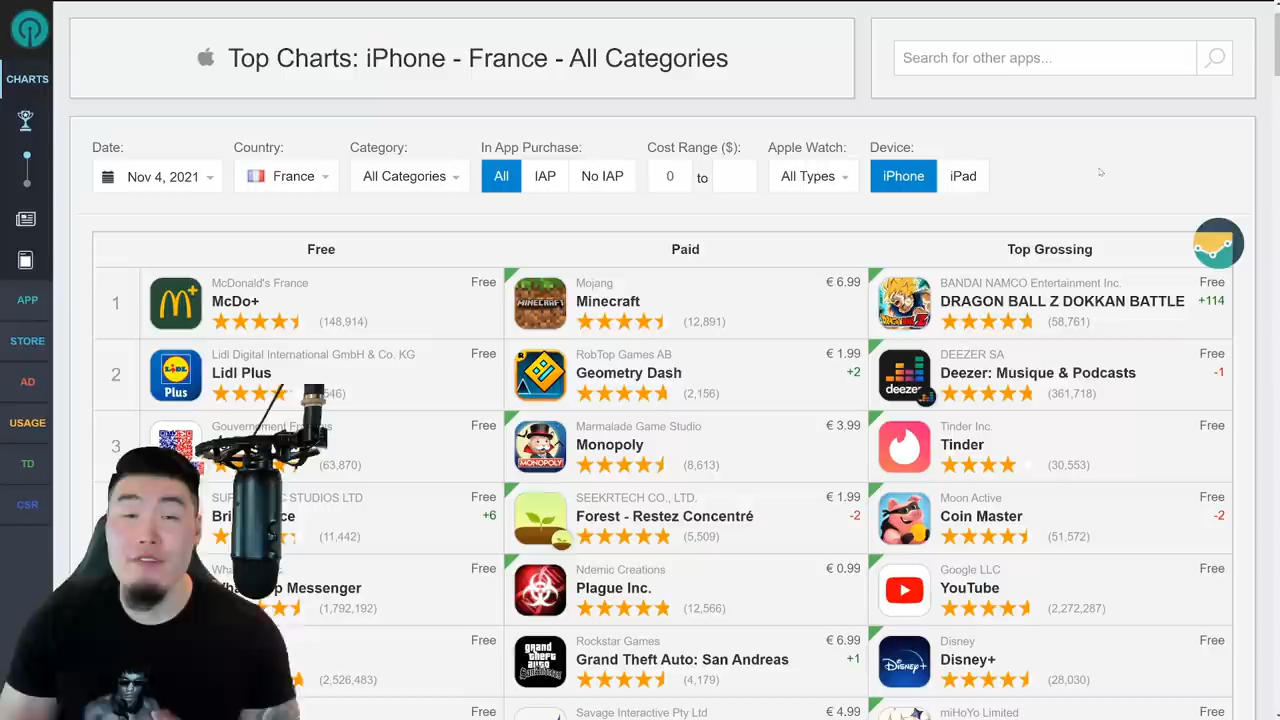 Top Charts: iPhone - France - All Categories
Search for other apps...
CHARTS
APP
STORE
AD
USAGE
TD
CSR
Date:
Country:
Category:
In App Purchase:
Cost Range ($):
Apple Watch:
Device:
Nov 4, 2021
France
All Categories
All
IAP
No IAP
0
to
All Types
iPhone
iPad
Free
Paid
Top Grossing
1
McDonald's France
Free
McDo+
(148,914)
Mojang
€ 6.99
Minecraft
(12,891)
BANDAI NAMCO Entertainment Inc.
Free
DRAGON BALL Z DOKKAN BATTLE
+114
(58,761)
2
Lidl Digital International GmbH & Co. KG
Free
Lidl Plus
RobTop Games AB
€ 1.99
Geometry Dash
+2
(2,156)
DEEZER SA
Free
Deezer: Musique & Podcasts
-1
(361,718)
3
Free
(63,870)
Marmalade Game Studio
€ 3.99
Monopoly
(8,613)
Tinder Inc.
Free
Tinder
(30,553)
STUDIOS LTD
Free
+6
(11,442)
SEEKRTECH CO., LTD.
€ 1.99
Forest - Restez Concentré
-2
(5,509)
Moon Active
Free
Coin Master
-2
(51,572)
Free
Messenger
(1,792,192)
Ndemic Creations
€ 0.99
Plague Inc.
(12,566)
Google LLC
Free
YouTube
(2,272,287)
Free
(2,526,483)
Rockstar Games
€ 6.99
Grand Theft Auto: San Andreas
+1
(4,179)
Disney
Free
Disney+
(28,030)
Free
Savage Interactive Pty Ltd
€ 4.99
miHoYo Limited
Free